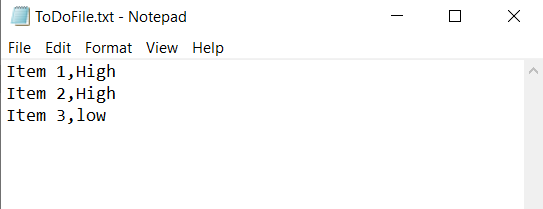 ToDoFile.txt - Notepad
File Edit Format View Help
Item 1,High
Item 2,High
Item 3,low